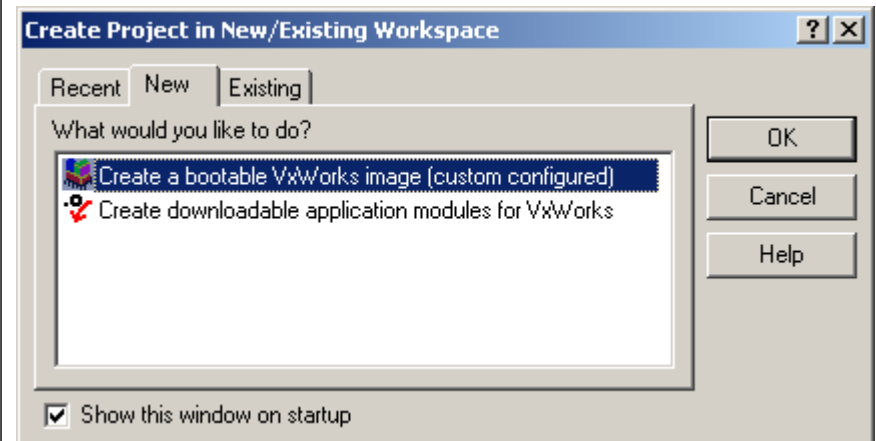 Create Project in New/Existing Workspace
Recent New Existing
What would you like to do?
OK
Create a bootable VxWorks image (custom configured)
Create downloadable application modules for VxWorks
Cancel
Help
Show this window on startup